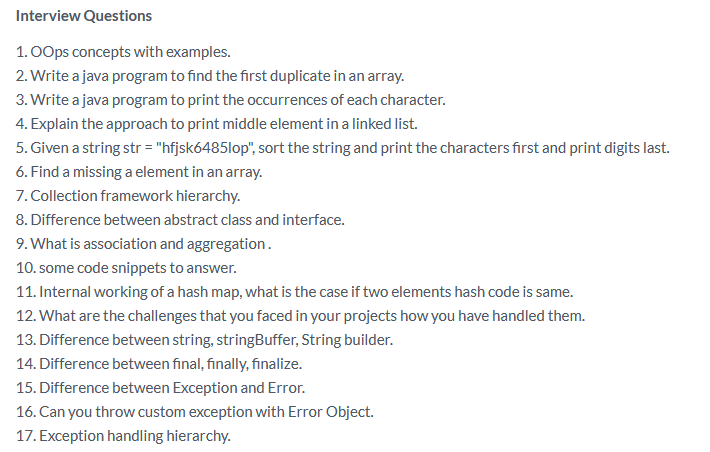 Interview Questions
1. OOps concepts with examples.
2. Write a java program to find the first duplicate in an array.
3. Write a java program to print the occurrences of each character.
4. Explain the approach to print middle element in a linked list.
5. Given a string str = "hfjsk6485lop", sort the string and print the characters first and print digits last.
6. Find a missing a element in an array.
7. Collection framework hierarchy.
8. Difference between abstract class and interface.
9. What is association and aggregation .
10. some code snippets to answer.
11. Internal working of a hash map, what is the case if two elements hash code is same.
12. What are the challenges that you faced in your projects how you have handled them.
13. Difference between string, stringBuffer, String builder.
14. Difference between final, finally, finalize.
15. Difference between Exception and Error.
16. Can you throw custom exception with Error Object.
17. Exception handling hierarchy.